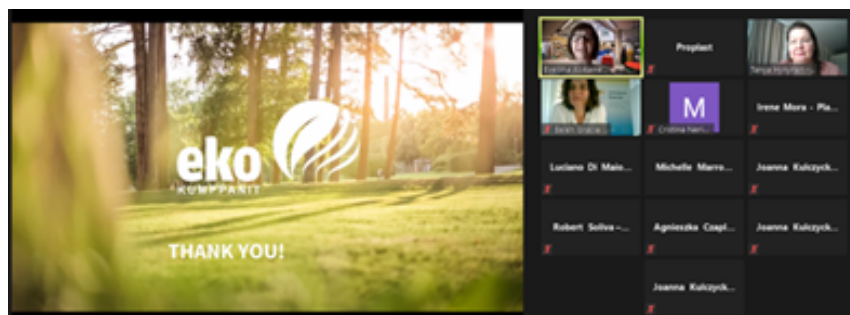 eko
KUMPPANIT
THANK YOU!
Proplast
M
Irene Mora - Pla...
Luciano Di Maio...
Michelle Marro...
Joanna Kulczyck...
Robert Soliva -...
Agnieszka Czapl...
Joanna Kulczyck...
Joanna Kulczyck...